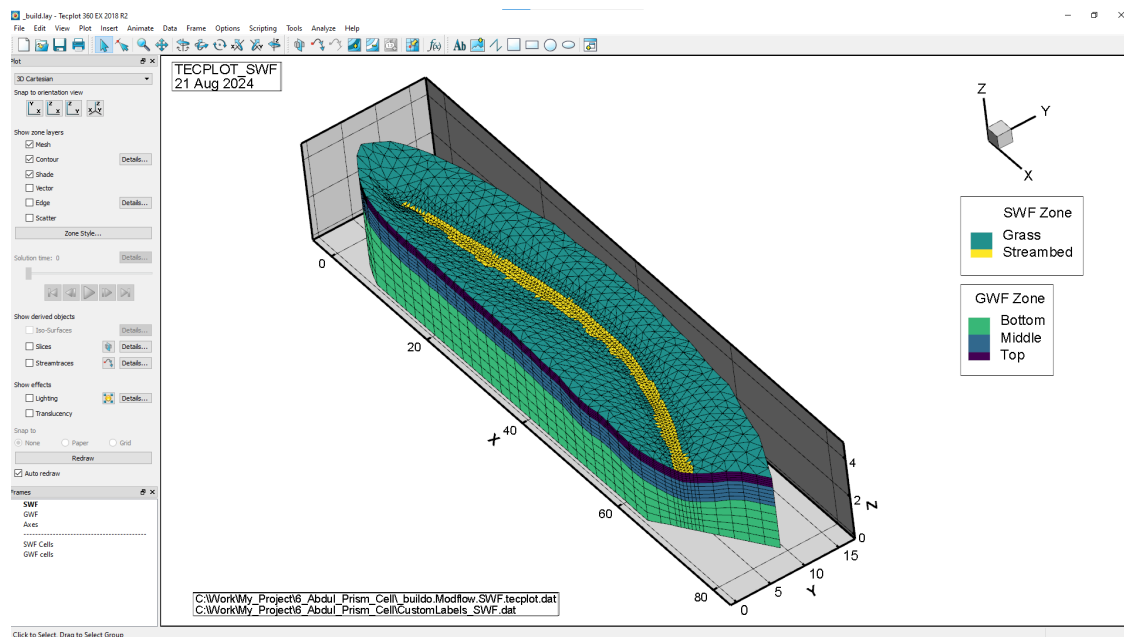 _build.lay - Tecplot 360 EX 2018 R2
File Edit View Plot Insert Animate Data Frame Options Scripting Tools Analyze Help
Plot
3D Cartesian
Snap to orientation view
Show zone layers
Mesh
Contour Details...
Shade
Vector
Edge Details...
Scatter
Zone Style...
Solution time: 0 Details...
Show derived objects
Iso-Surfaces Details...
Slices Details...
Streamtraces Details...
Show effects
Lighting Details...
Translucency
Snap to
None Paper Grid
Redraw
Auto redraw
Frames
SWF
GWF
Axes
SWF Cells
GWF cells
TECPLOT_SWF
21 Aug 2024
Z
Y
X
SWF Zone
Grass
Streambed
GWF Zone
Bottom
Middle
Top
0
20
40
60
80
X
0
5
10
15
Y
0
2
4
Z
C:\Work\My_Project\6_Abdul_Prism_Cell\_buildo.Modflow.SWF.tecplot.dat
C:\Work\My_Project\6_Abdul_Prism_Cell\CustomLabels_SWF.dat
Click to Select, Drag to Select Group